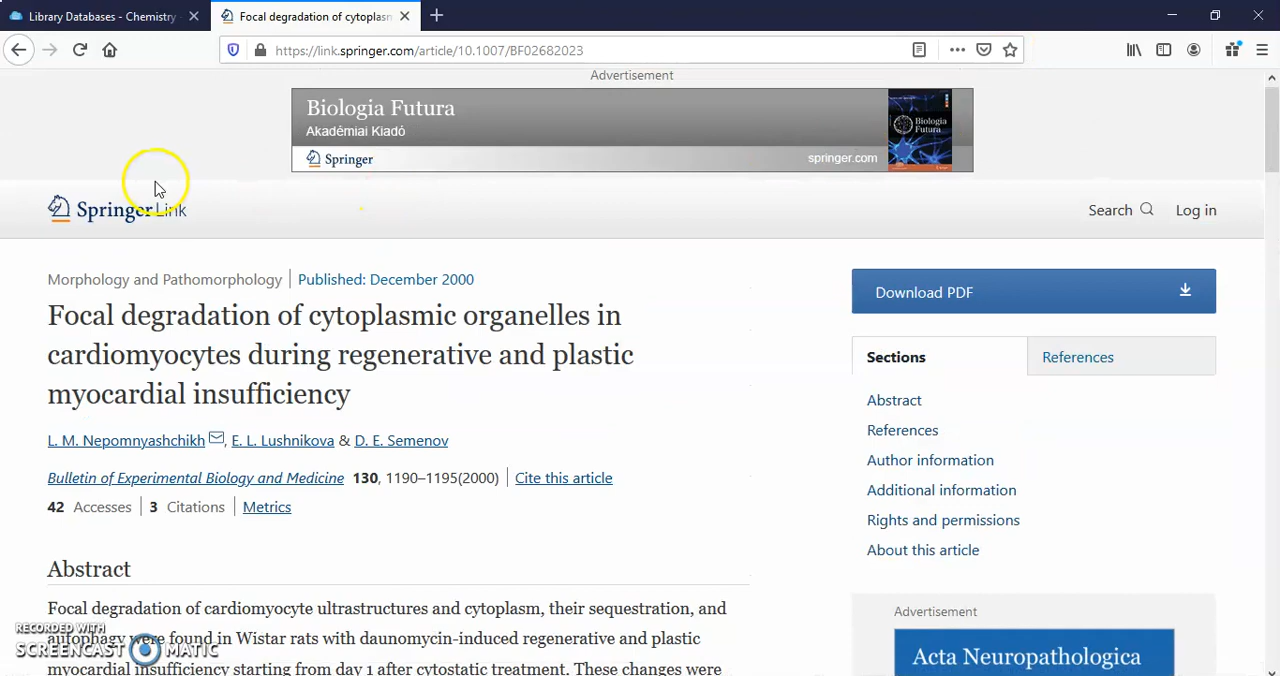 Library Databases - Chemistry
Focal degradation of cytoplasm
https://link.springer.com/article/10.1007/BF02682023
Advertisement
Biologia Futura
Akadémiai Kiadó
Springer
springer.com
Biologia
Futura
Springer Link
Search
Log in
Morphology and Pathomorphology | Published: December 2000
Focal degradation of cytoplasmic organelles in
cardiomyocytes during regenerative and plastic
myocardial insufficiency
L. M. Nepomnyashchikh, E. L. Lushnikova & D. E. Semenov
Bulletin of Experimental Biology and Medicine 130, 1190–1195(2000) | Cite this article
42 Accesses | 3 Citations | Metrics
Abstract
Focal degradation of cardiomyocyte ultrastructures and cytoplasm, their sequestration, and
autophagy were found in Wistar rats with daunomycin-induced regenerative and plastic
myocardial insufficiency starting from day 1 after cytostatic treatment. These changes were
Download PDF
Sections
References
Abstract
References
Author information
Additional information
Rights and permissions
About this article
Advertisement
Acta Neuropathologica
RECORDED WITH
SCREENCAST MATIC